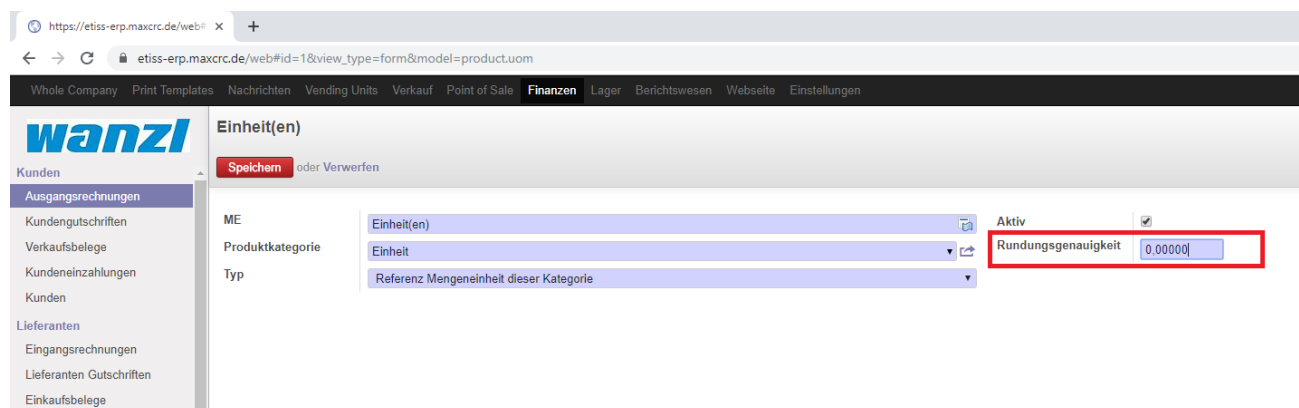 https://etiss-erp.maxcrc.de/web#
etiss-erp.maxcrc.de/web#id=1&view_type=form&model=product.uom
Whole Company Print Templates Nachrichten Vending Units Verkauf Point of Sale Finanzen Lager Berichtswesen Webseite Einstellungen
wanzl
Einheit(en)
Speichern oder Verwerfen
Kunden
Ausgangsrechnungen
Kundengutschriften
Verkaufsbelege
Kundeneinzahlungen
Kunden
Lieferanten
Eingangsrechnungen
Lieferanten Gutschriften
Einkaufsbelege
ME Einheit(en) Aktiv
Produktkategorie Einheit Rundungsgenauigkeit 0,00000
Typ Referenz Mengeneinheit dieser Kategorie